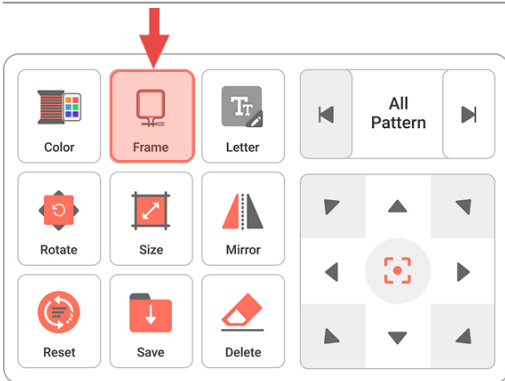 Color
Frame
Letter
All
Pattern
Rotate
Size
Mirror
Reset
Save
Delete